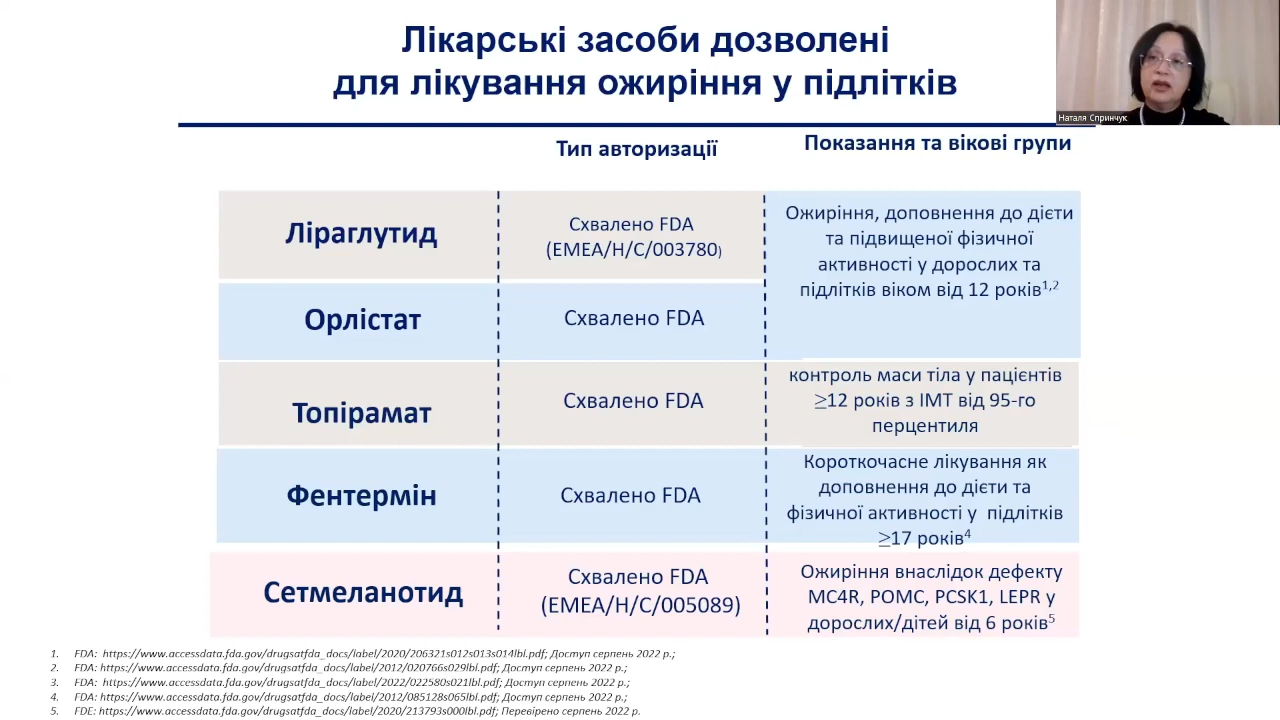 Лікарські засоби дозволені
для лікування ожиріння у підлітків
Наталя Спринчук
Тип авторизації
Показання та вікові групи
Ліраглутид
Схвалено FDA
(EMEA/H/C/003780)
Ожиріння, доповнення до дієти
та підвищеної фізичної
активності у дорослих та
підлітків віком від 12 років1,2
Орлістат
Схвалено FDA
Топірамат
Схвалено FDA
контроль маси тіла у пацієнтів
≥12 років з ІМТ від 95-го
перцентиля
Фентермін
Схвалено FDA
Короткочасне лікування як
доповнення до дієти та
фізичної активності у підлітків
≥17 років4
Сетмеланотид
Схвалено FDA
(EMEA/H/C/005089)
Ожиріння внаслідок дефекту
MC4R, POMC, PCSK1, LEPR у
дорослих/дітей від 6 років5
1. FDA: https://www.accessdata.fda.gov/drugsatfda_docs/label/2020/206321s012s013s014lbl.pdf; Доступ серпень 2022 р.;
2. FDA: https://www.accessdata.fda.gov/drugsatfda_docs/label/2012/020766s029lbl.pdf; Доступ серпень 2022 р.;
3. FDA: https://www.accessdata.fda.gov/drugsatfda_docs/label/2022/022580s021lbl.pdf; Доступ серпень 2022 р.;
4. FDA: https://www.accessdata.fda.gov/drugsatfda_docs/label/2012/085128s065lbl.pdf; Доступ серпень 2022 р.;
5. FDE: https://www.accessdata.fda.gov/drugsatfda_docs/label/2020/213793s000lbl.pdf; Перевірено серпень 2022 р.